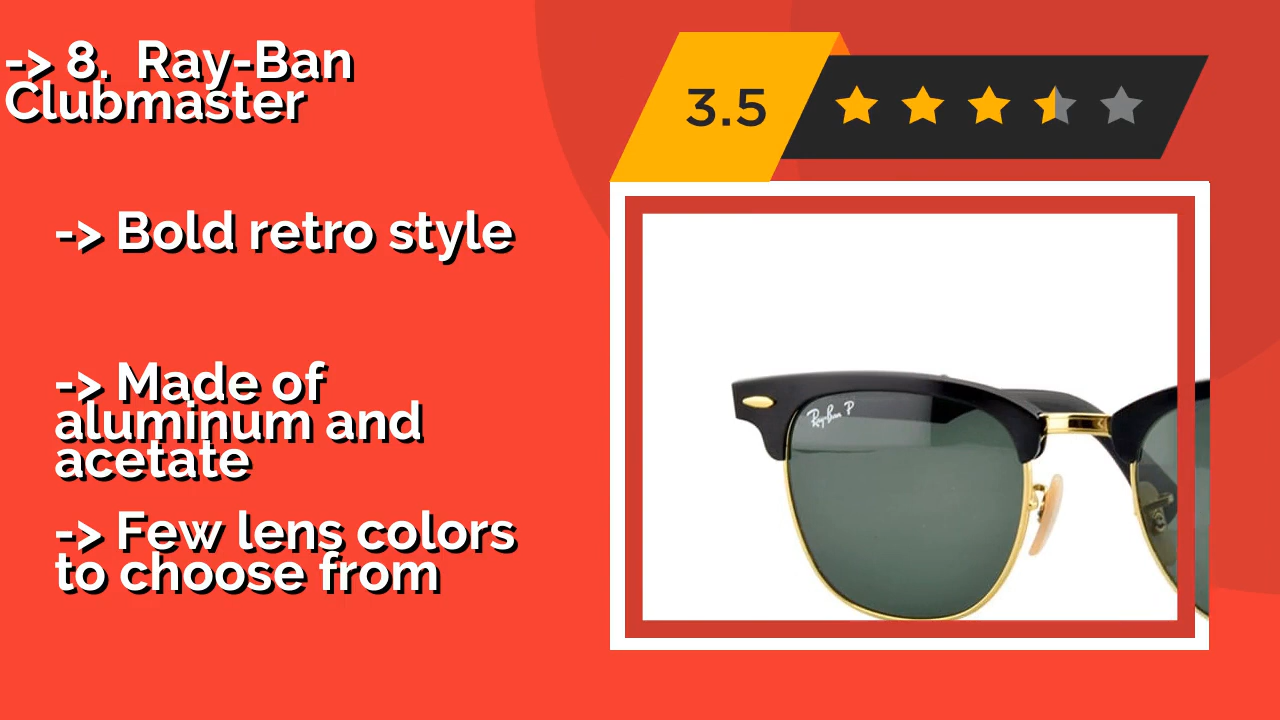 -> 8.  Ray-Ban
Clubmaster
3.5
-> Bold retro style
-> Made of
aluminum and
acetate
-> Few lens colors
to choose from
Ray-Ban P